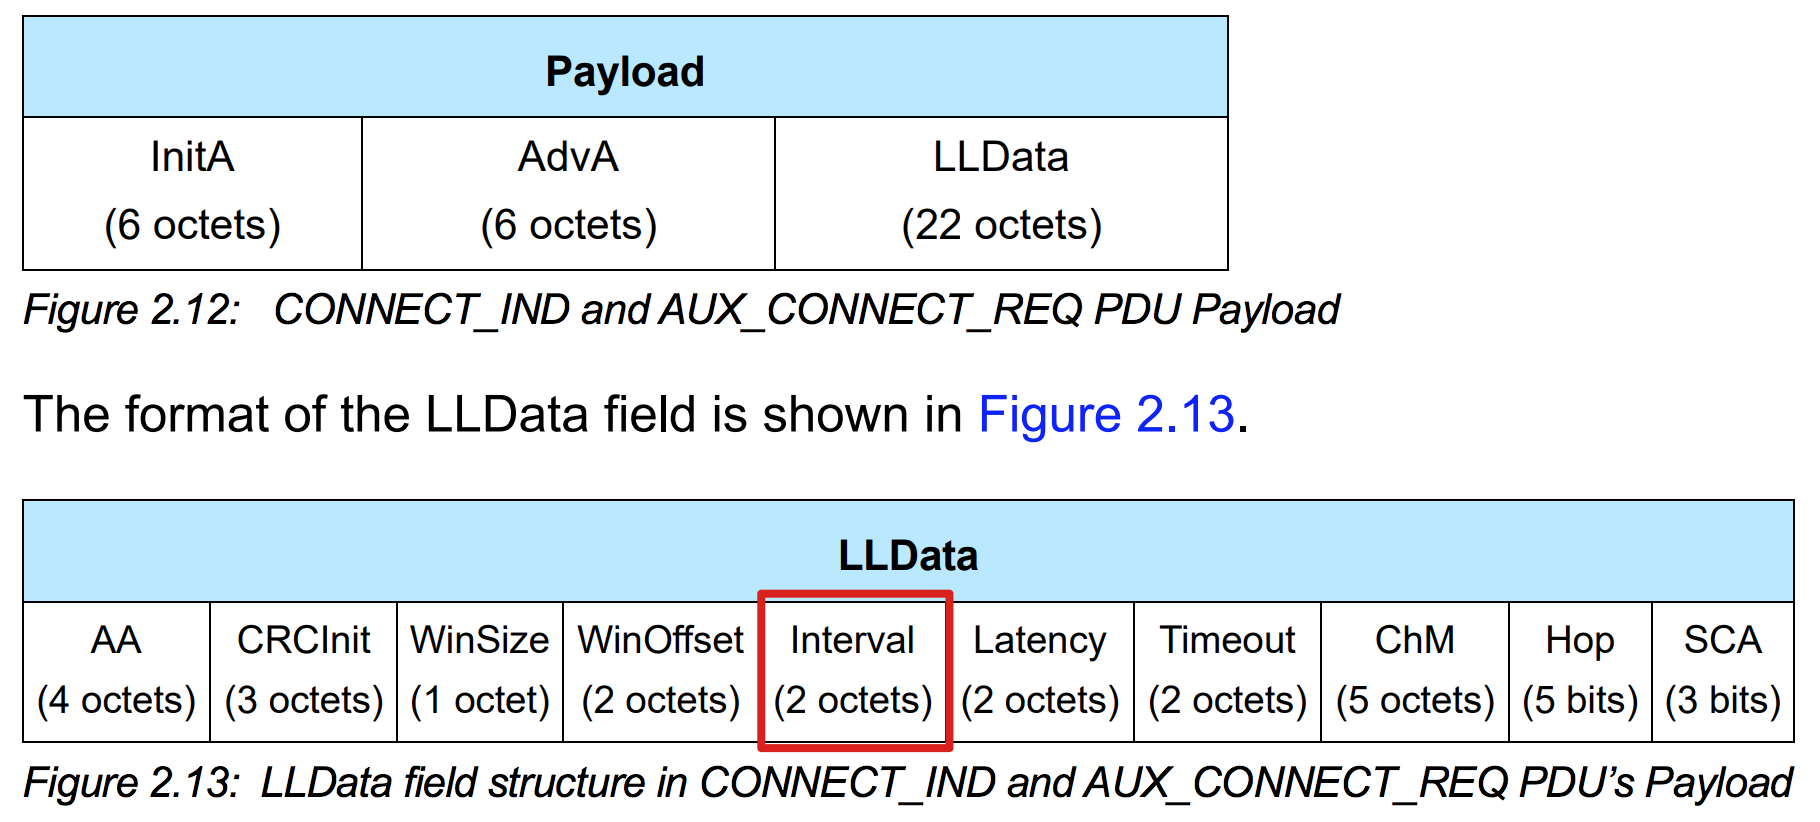 Payload
InitA AdvA LLData
(6 octets) (6 octets) (22 octets)
Figure 2.12: CONNECT_IND and AUX_CONNECT_REQ PDU Payload
The format of the LLData field is shown in Figure 2.13.
LLData
AA CRCInit WinSize WinOffset Interval Latency Timeout ChM Hop SCA
(4 octets) (3 octets) (1 octet) (2 octets) (2 octets) (2 octets) (2 octets) (5 octets) (5 bits) (3 bits)
Figure 2.13: LLData field structure in CONNECT_IND and AUX_CONNECT_REQ PDU’s Payload